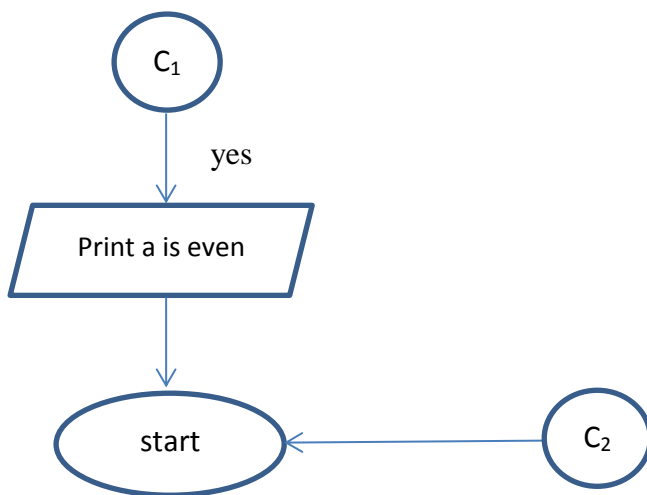 C₁
yes
Print a is even
start
C₂